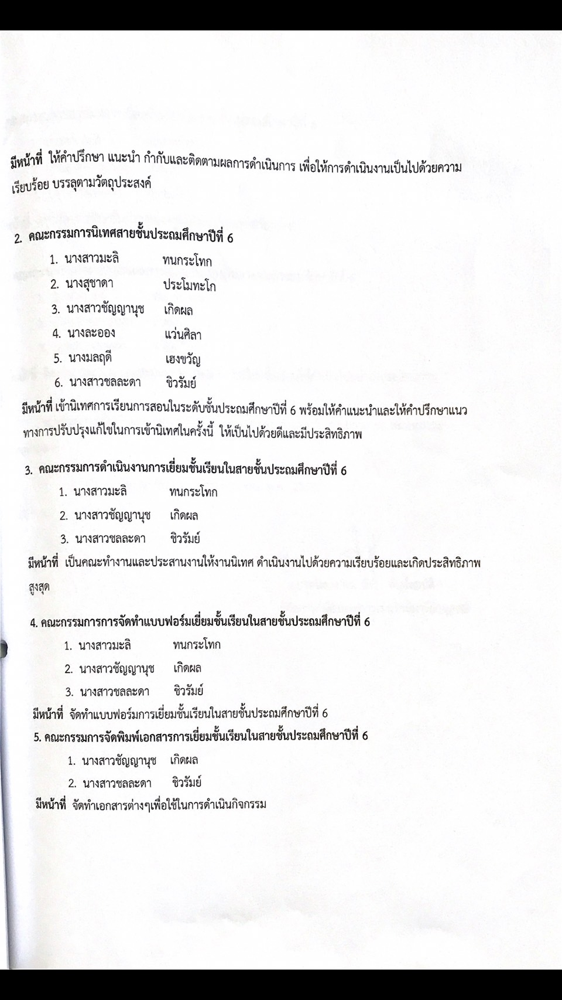 มีหน้าที่ ให้คำปรึกษา แนะนำ กำกับและติดตามผลการดำเนินการ เพื่อให้การดำเนินงานเป็นไปด้วยความ
เรียบร้อย บรรลุตามวัตถุประสงค์
2. คณะกรรมการนิเทศสายชั้นประถมศึกษาปีที่ 6
1. นางสาวมะลิ ทนกระโทก
2. นางสุชาดา ประโมทะโก
3. นางสาวชัญญานุช เกิดผล
4. นางละออง แว่นศิลา
5. นางมลฤดี เฮงขวัญ
6. นางสาวชลละดา ชิวรัมย์
มีหน้าที่ เข้านิเทศการเรียนการสอนในระดับชั้นประถมศึกษาปีที่ 6 พร้อมให้คำแนะนำและให้คำปรึกษาแนว
ทางการปรับปรุงแก้ไขในการเข้านิเทศในครั้งนี้ ให้เป็นไปด้วยดีและมีประสิทธิภาพ
3. คณะกรรมการดำเนินงานการเยี่ยมชั้นเรียนในสายชั้นประถมศึกษาปีที่ 6
1. นางสาวมะลิ ทนกระโทก
2. นางสาวชัญญานุช เกิดผล
3. นางสาวชลละดา ชิวรัมย์
มีหน้าที่ เป็นคณะทำงานและประสานงานให้งานนิเทศ ดำเนินงานไปด้วยความเรียบร้อยและเกิดประสิทธิภาพ
สูงสุด
4. คณะกรรมการการจัดทำแบบฟอร์มเยี่ยมชั้นเรียนในสายชั้นประถมศึกษาปีที่ 6
1. นางสาวมะลิ ทนกระโทก
2. นางสาวชัญญานุช เกิดผล
3. นางสาวชลละดา ชิวรัมย์
มีหน้าที่ จัดทำแบบฟอร์มการเยี่ยมชั้นเรียนในสายชั้นประถมศึกษาปีที่ 6
5. คณะกรรมการจัดพิมพ์เอกสารการเยี่ยมชั้นเรียนในสายชั้นประถมศึกษาปีที่ 6
1. นางสาวชัญญานุช เกิดผล
2. นางสาวชลละดา ชิวรัมย์
มีหน้าที่ จัดทำเอกสารต่างๆเพื่อใช้ในการดำเนินกิจกรรม